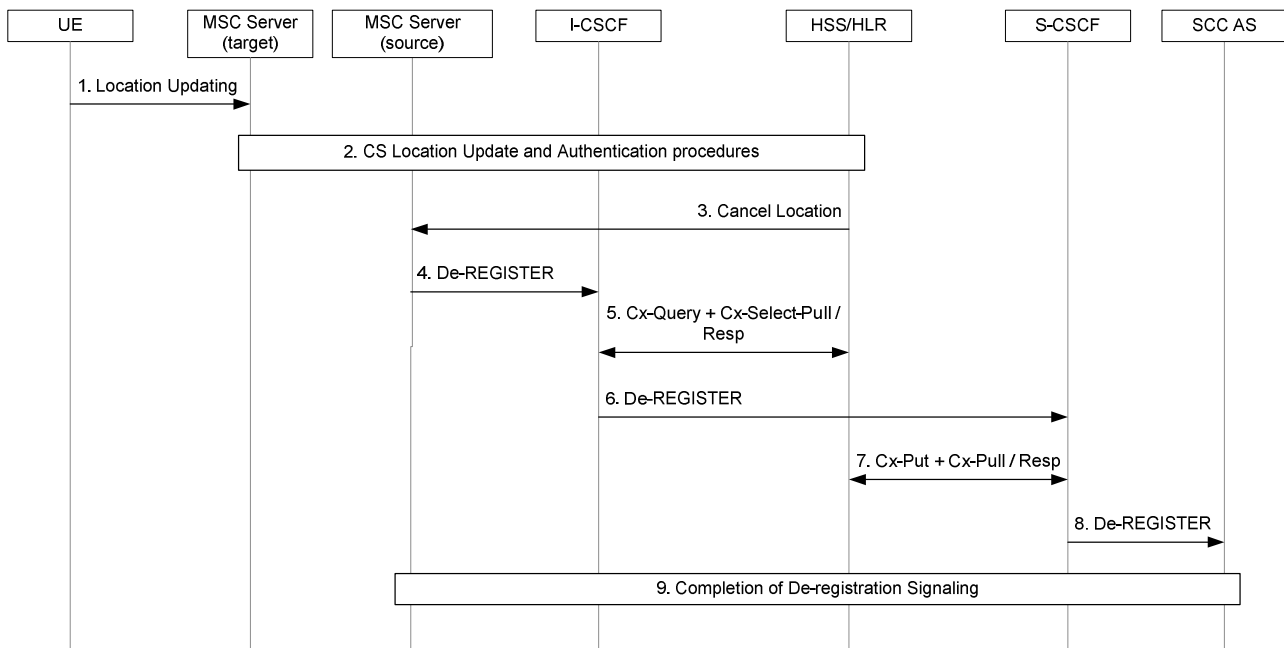 UE
MSC Server
(target)
MSC Server
(source)
I-CSCF
HSS/HLR
S-CSCF
SCC AS
1. Location Updating
2. CS Location Update and Authentication procedures
3. Cancel Location
4. De-REGISTER
5. Cx-Query + Cx-Select-Pull /
Resp
6. De-REGISTER
7. Cx-Put + Cx-Pull / Resp
8. De-REGISTER
9. Completion of De-registration Signaling